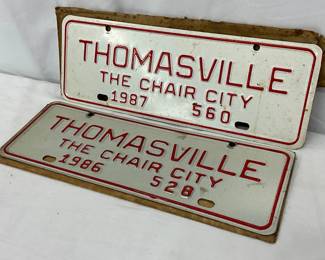 THOMASVILLE
THE CHAIR CITY
1987 560
THOMASVILLE
THE CHAIR CITY
1986 528